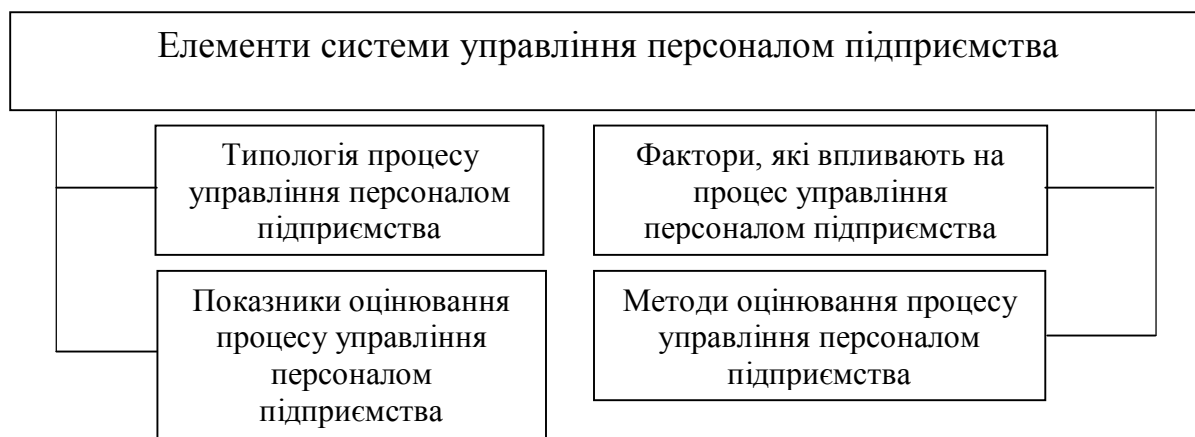 Елементи системи управління персоналом підприємства
Типологія процесу
управління персоналом
підприємства
Фактори, які впливають на
процес управління
персоналом підприємства
Показники оцінювання
процесу управління
персоналом
підприємства
Методи оцінювання процесу
управління персоналом
підприємства